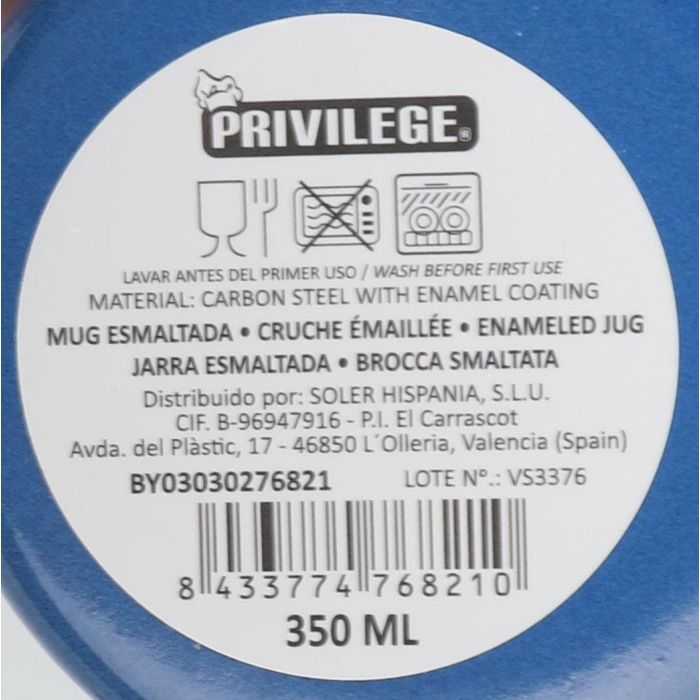 PRIVILEGE®
LAVAR ANTES DEL PRIMER USO / WASH BEFORE FIRST USE
MATERIAL: CARBON STEEL WITH ENAMEL COATING
MUG ESMALTADA • CRUCHE ÉMAILLÉE • ENAMELED JUG
JARRA ESMALTADA • BROCCA SMALTATA
Distribuido por: SOLER HISPANIA, S.L.U.
CIF. B-96947916 - P.I. El Carrascot
Avda. del Plàstic, 17 - 46850 L´Olleria, Valencia (Spain)
BY03030276821 LOTE Nº.: VS3376
8 433774 768210
350 ML